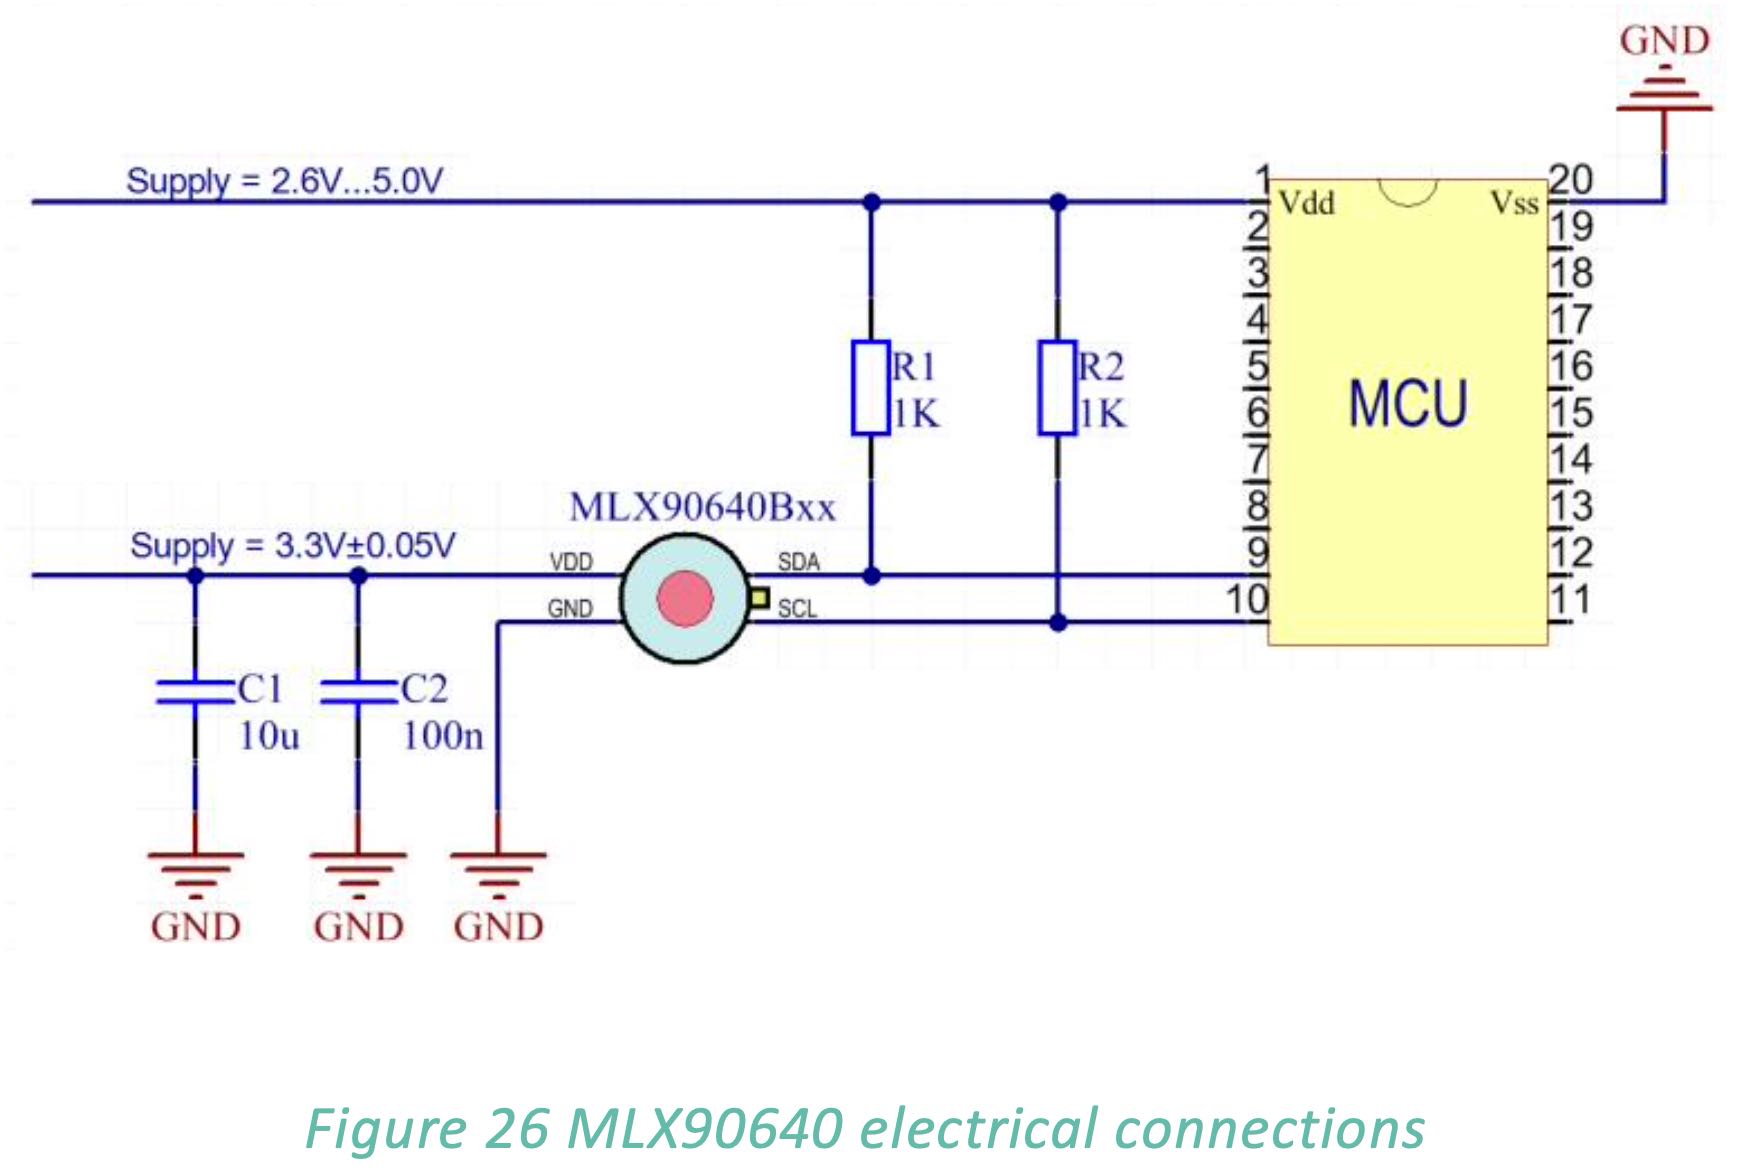 GND
Supply = 2.6V...5.0V
1 20
Vdd Vss
2 19
3 18
4 17
R1 R2 5 16
1K 1K 6 15
MCU
7 14
MLX90640Bxx 8 13
Supply = 3.3V±0.05V VDD SDA 9 12
GND SCL 10 11
C1 C2
10u 100n
GND GND GND
Figure 26 MLX90640 electrical connections